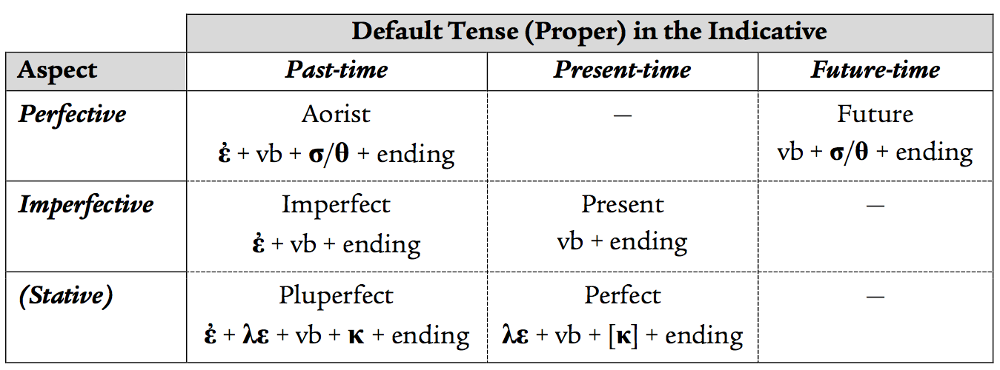 Default Tense (Proper) in the Indicative
Aspect Past-time Present-time Future-time
Perfective Aorist — Future
ἐ + vb + σ/θ + ending vb + σ/θ + ending
Imperfective Imperfect Present —
ἐ + vb + ending vb + ending
(Stative) Pluperfect Perfect —
ἐ + λε + vb + κ + ending λε + vb + [κ] + ending